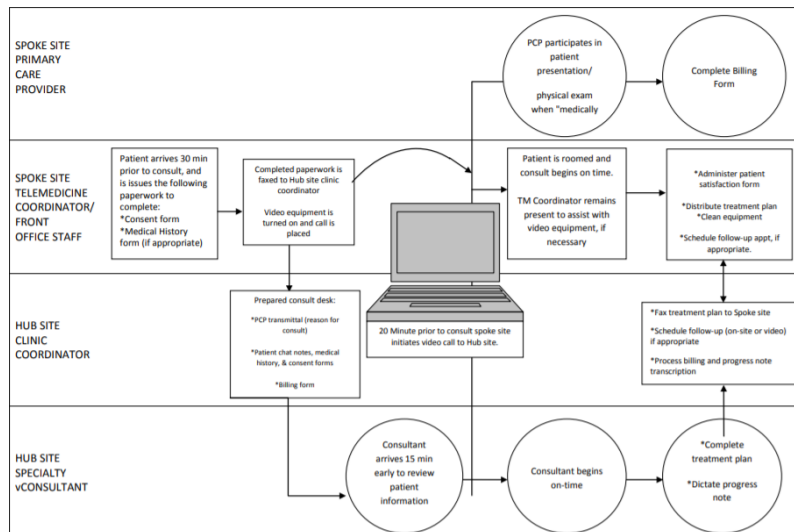 SPOKE SITE
PRIMARY
CARE
PROVIDER
PCP participates in
patient
presentation/
physical exam
when "medically
Complete Billing
Form
SPOKE SITE
TELEMEDICINE
COORDINATOR/
FRONT
OFFICE STAFF
Patient arrives 30 min
prior to consult, and
is issues the following
paperwork to
complete:
*Consent form
*Medical History
form (if appropriate)
Completed paperwork is
faxed to Hub site clinic
coordinator
Video equipment is
turned on and call is
placed
Patient is roomed and
consult begins on time.
TM Coordinator remains
present to assist with
video equipment, if
necessary
*Administer patient
satisfaction form
*Distribute treatment plan
*Clean equipment
*Schedule follow-up appt, if
appropriate.
HUB SITE
CLINIC
COORDINATOR
Prepared consult desk:
*PCP transmittal (reason for
consult)
*Patient chat notes, medical
history, & consent forms
*Billing form
20 Minute prior to consult spoke site
initiates video call to Hub site.
*Fax treatment plan to Spoke site
*Schedule follow-up (on-site or video)
if appropriate
*Process billing and progress note
transcription
HUB SITE
SPECIALTY
vCONSULTANT
Consultant
arrives 15 min
early to review
patient
information
Consultant begins
on-time
*Complete
treatment plan
*Dictate progress
note